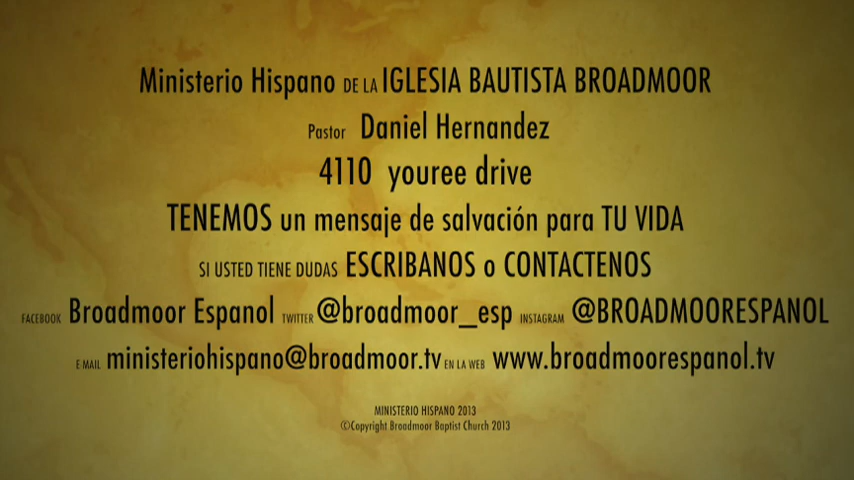 Ministerio Hispano DE LA IGLESIA BAUTISTA BROADMOOR
Pastor Daniel Hernandez
4110 youree drive
TENEMOS un mensaje de salvación para TU VIDA
SI USTED TIENE DUDAS ESCRIBANOS o CONTACTENOS
FACEBOOK Broadmoor Espanol TWITTER @broadmoor_esp INSTAGRAM @BROADMOORESPANOL
E MAIL ministeriohispano@broadmoor.tv EN LA WEB www.broadmoorespanol.tv
MINISTERIO HISPANO 2013
©Copyright Broadmoor Baptist Church 2013